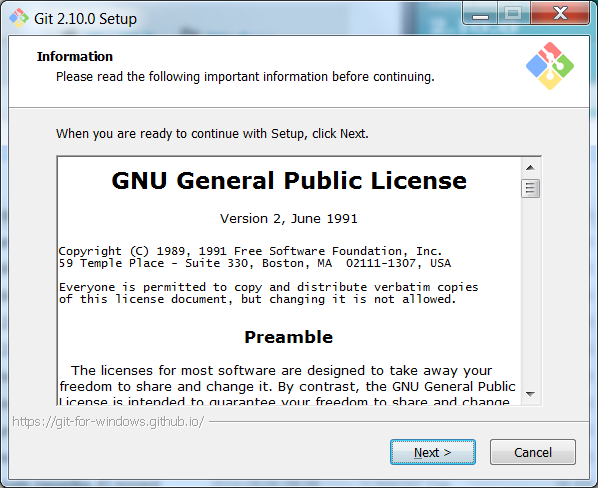 Git 2.10.0 Setup
Information
Please read the following important information before continuing.
When you are ready to continue with Setup, click Next.
GNU General Public License
Version 2, June 1991
Copyright (C) 1989, 1991 Free Software Foundation, Inc.
59 Temple Place - Suite 330, Boston, MA  02111-1307, USA
Everyone is permitted to copy and distribute verbatim copies
of this license document, but changing it is not allowed.
Preamble
The licenses for most software are designed to take away your
freedom to share and change it. By contrast, the GNU General Public
License is intended to guarantee your freedom to share and change
https://git-for-windows.github.io/
Next >
Cancel